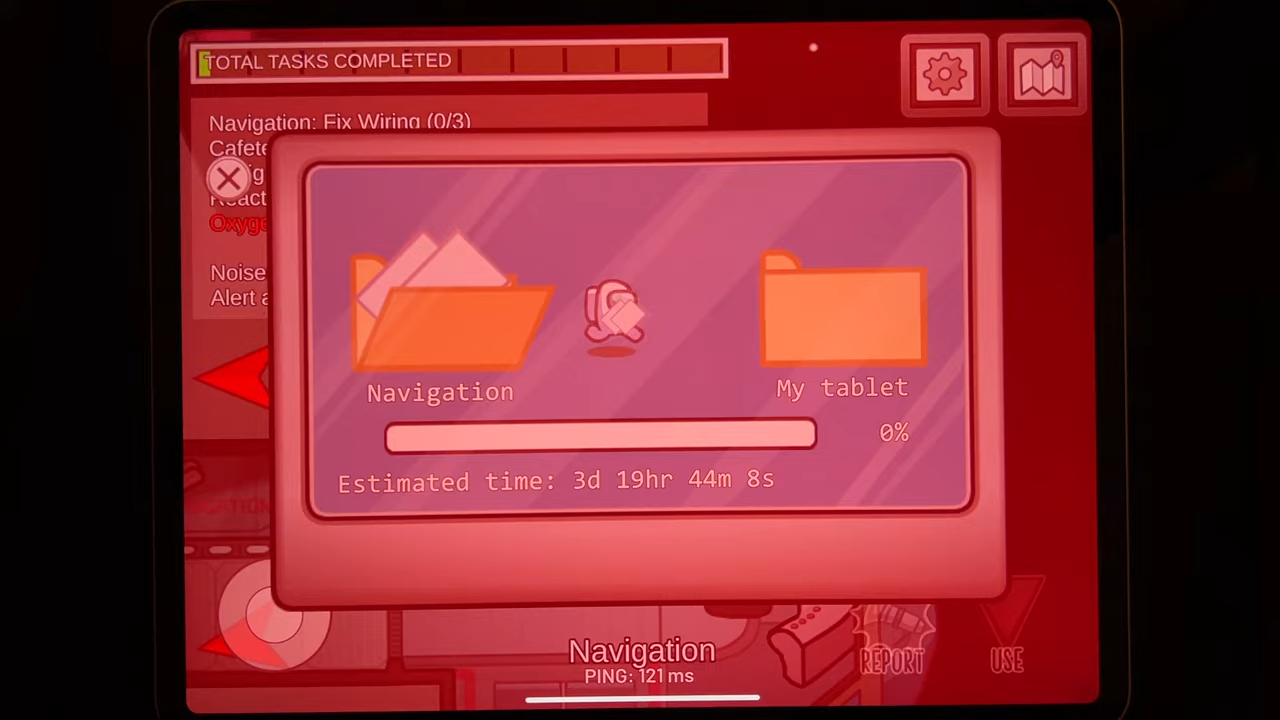 TOTAL TASKS COMPLETED
Navigation: Fix Wiring (0/3)
Navigation
My tablet
0%
Estimated time: 3d 19hr 44m 8s
Navigation
PING: 121 ms
REPORT
USE